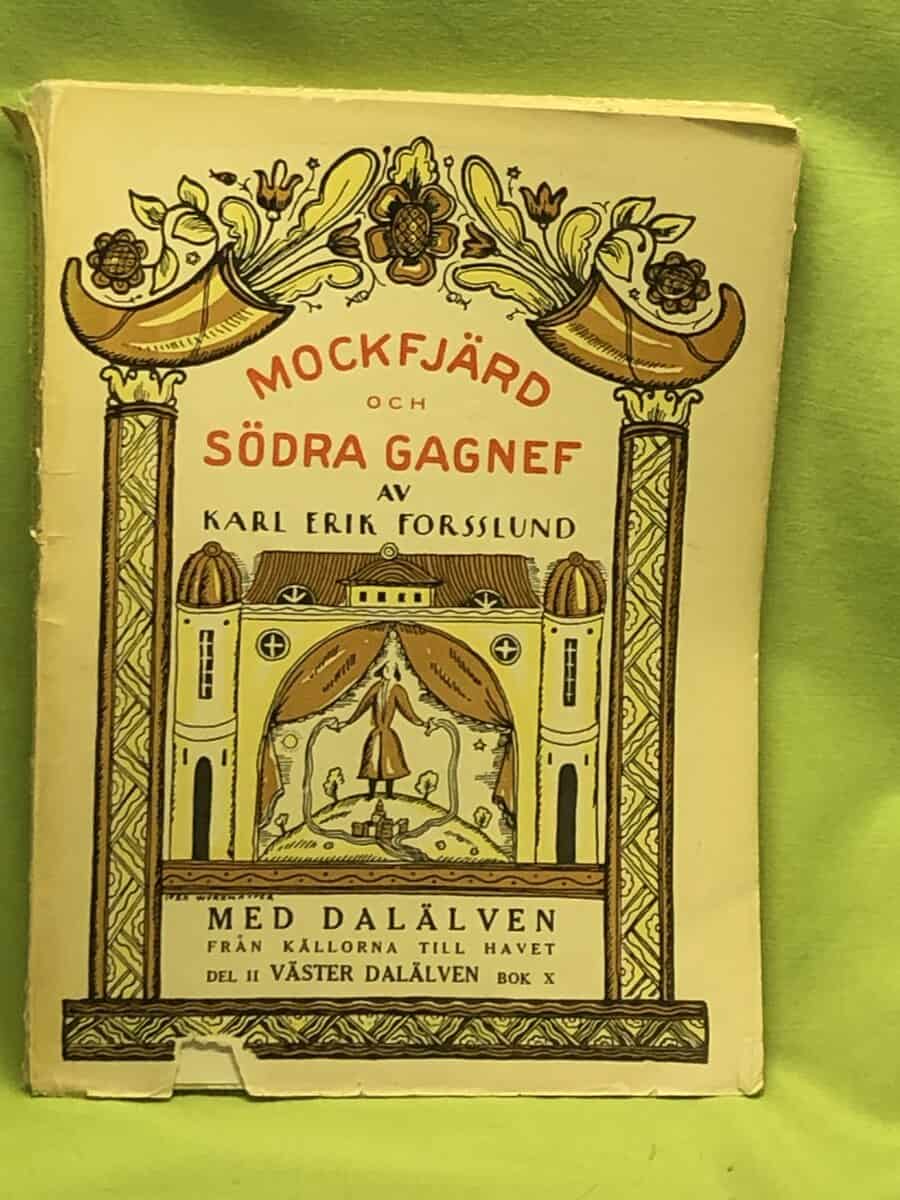 MOCKFJÄRD
OCH
SÖDRA GAGNEF
AV
KARL ERIK FORSSLUND
MED DALÄLVEN
FRÅN KÄLLORNA TILL HAVET
DEL II VÄSTER DALÄLVEN BOK X